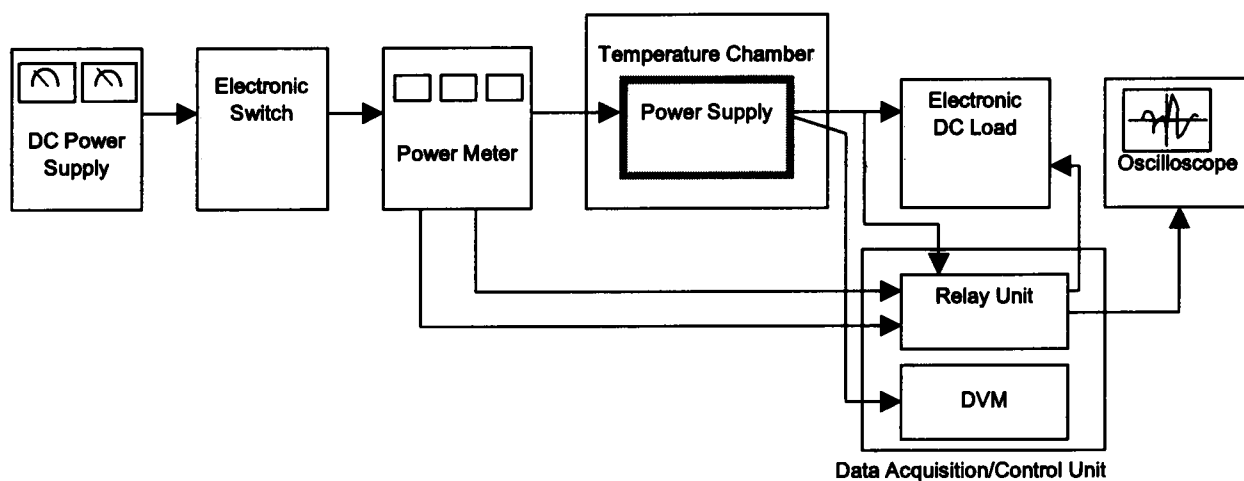 DC Power
Supply
Electronic
Switch
Power Meter
Temperature Chamber
Power Supply
Electronic
DC Load
Oscilloscope
Relay Unit
DVM
Data Acquisition/Control Unit